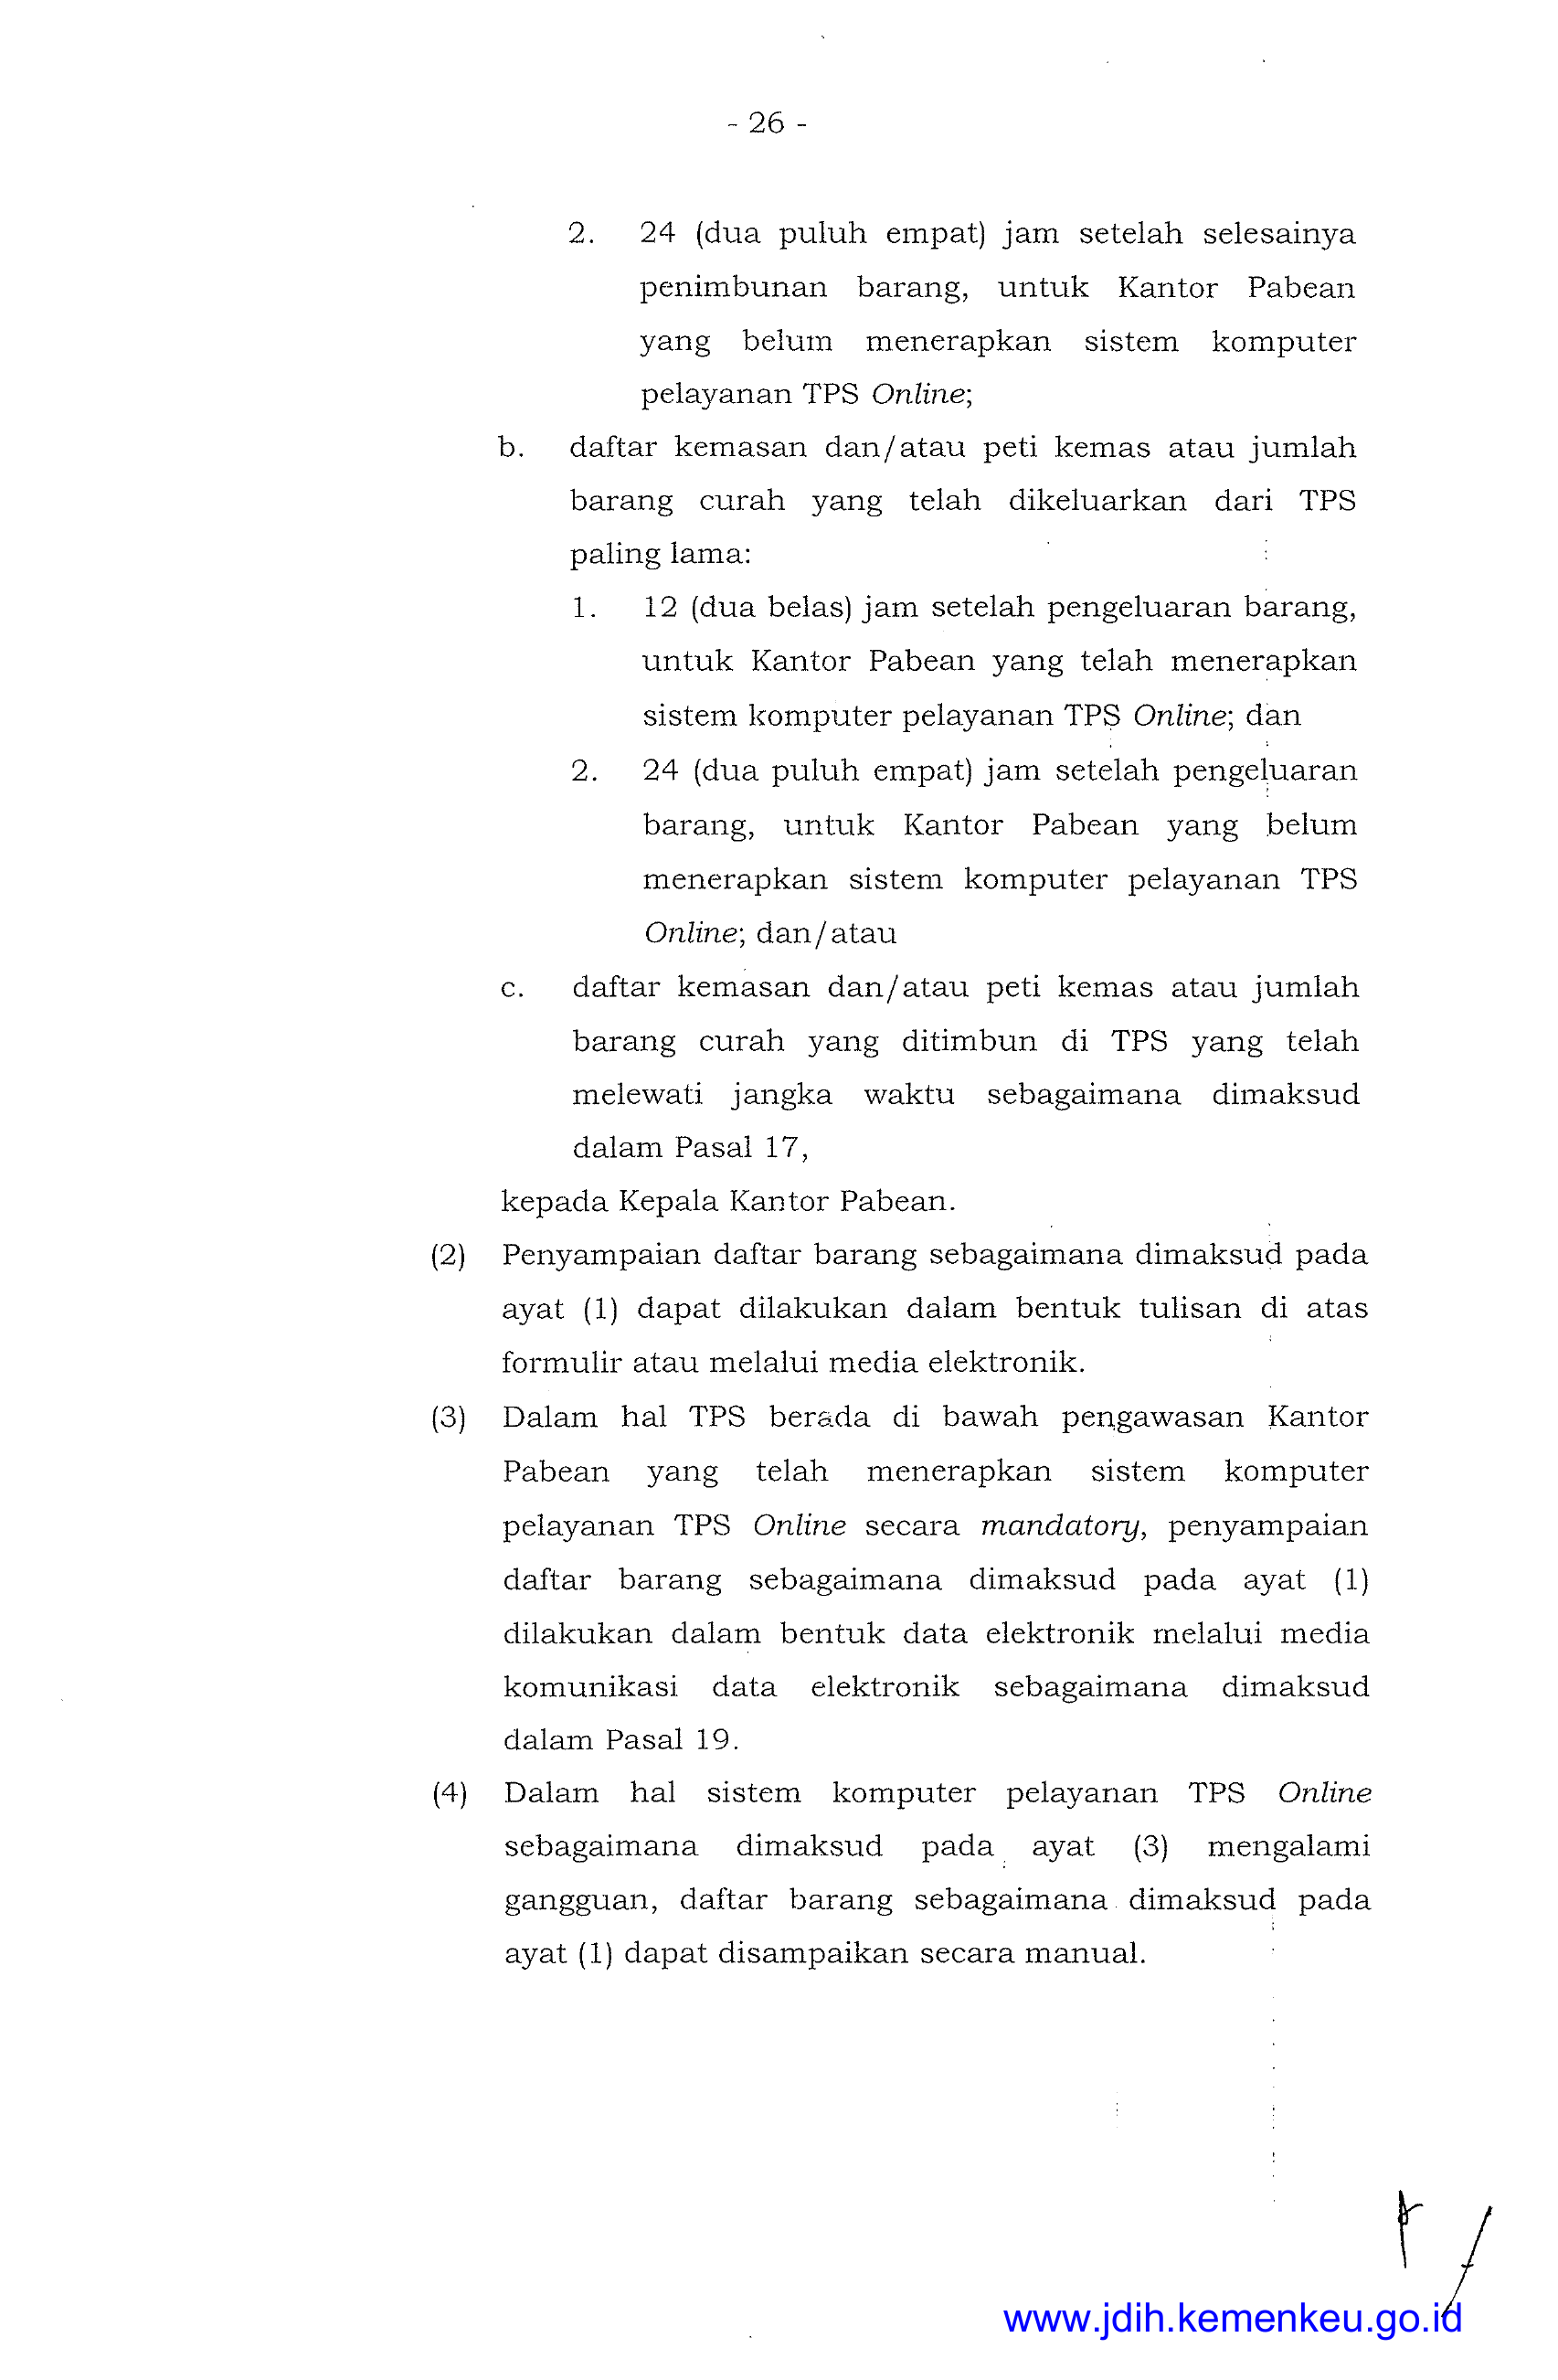 - 26 -
2. 24 (dua puluh empat) jam setelah selesainya
penimbunan barang, untuk Kantor Pabean
yang belum menerapkan sistem komputer
pelayanan TPS Online;
b. daftar kemasan dan/atau peti kemas atau jumlah
barang curah yang telah dikeluarkan dari TPS
paling lama:
1. 12 (dua belas) jam setelah pengeluaran barang,
untuk Kantor Pabean yang telah menerapkan
sistem komputer pelayanan TPS Online; dan
2. 24 (dua puluh empat) jam setelah pengeluaran
barang, untuk Kantor Pabean yang belum
menerapkan sistem komputer pelayanan TPS
Online; dan/atau
c. daftar kemasan dan/atau peti kemas atau jumlah
barang curah yang ditimbun di TPS yang telah
melewati jangka waktu sebagaimana dimaksud
dalam Pasal 17,
kepada Kepala Kantor Pabean.
(2) Penyampaian daftar barang sebagaimana dimaksud pada
ayat (1) dapat dilakukan dalam bentuk tulisan di atas
formulir atau melalui media elektronik.
(3) Dalam hal TPS berada di bawah pengawasan Kantor
Pabean yang telah menerapkan sistem komputer
pelayanan TPS Online secara mandatory, penyampaian
daftar barang sebagaimana dimaksud pada ayat (1)
dilakukan dalam bentuk data elektronik melalui media
komunikasi data elektronik sebagaimana dimaksud
dalam Pasal 19.
(4) Dalam hal sistem komputer pelayanan TPS Online
sebagaimana dimaksud pada ayat (3) mengalami
gangguan, daftar barang sebagaimana dimaksud pada
ayat (1) dapat disampaikan secara manual.
www.jdih.kemenkeu.go.id